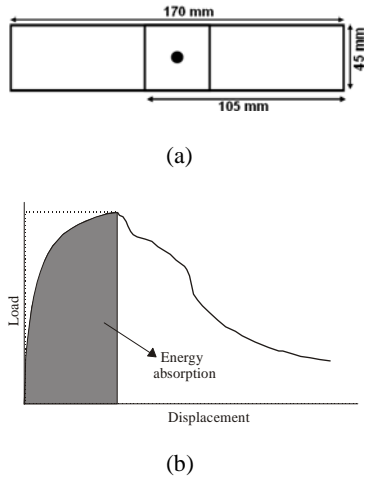 170 mm
45 mm
105 mm
(a)
Load
Energy
absorption
Displacement
(b)